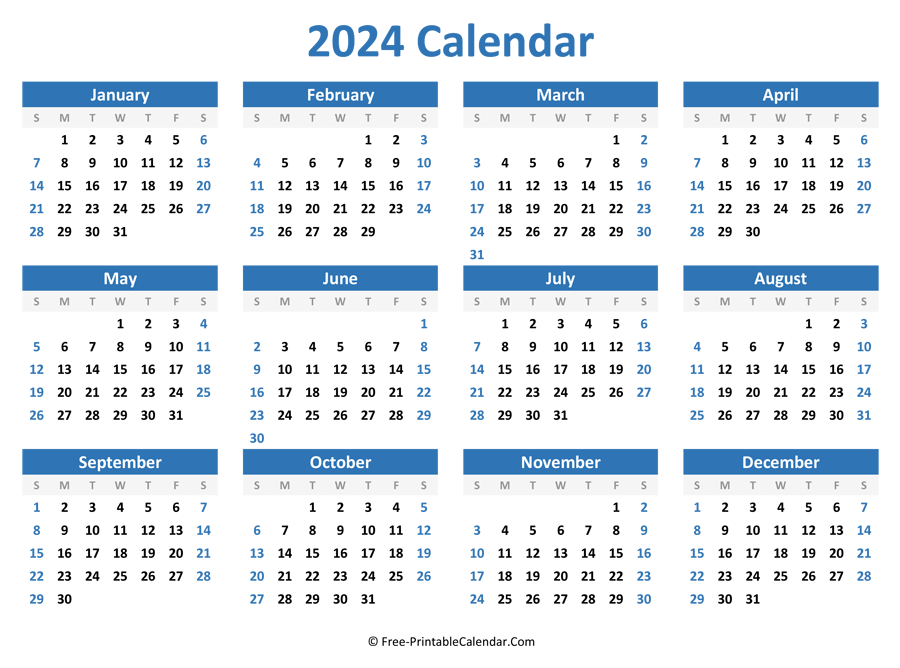 2024 Calendar
January February March April
S M T W T F S S M T W T F S S M T W T F S S M T W T F S
1 2 3 4 5 6 1 2 3 1 2 1 2 3 4 5 6
7 8 9 10 11 12 13 4 5 6 7 8 9 10 3 4 5 6 7 8 9 7 8 9 10 11 12 13
14 15 16 17 18 19 20 11 12 13 14 15 16 17 10 11 12 13 14 15 16 14 15 16 17 18 19 20
21 22 23 24 25 26 27 18 19 20 21 22 23 24 17 18 19 20 21 22 23 21 22 23 24 25 26 27
28 29 30 31 25 26 27 28 29 24 25 26 27 28 29 30 28 29 30
31
May June July August
S M T W T F S S M T W T F S S M T W T F S S M T W T F S
1 2 3 4 1 1 2 3 4 5 6 1 2 3
5 6 7 8 9 10 11 2 3 4 5 6 7 8 7 8 9 10 11 12 13 4 5 6 7 8 9 10
12 13 14 15 16 17 18 9 10 11 12 13 14 15 14 15 16 17 18 19 20 11 12 13 14 15 16 17
19 20 21 22 23 24 25 16 17 18 19 20 21 22 21 22 23 24 25 26 27 18 19 20 21 22 23 24
26 27 28 29 30 31 23 24 25 26 27 28 29 28 29 30 31 25 26 27 28 29 30 31
30
September October November December
S M T W T F S S M T W T F S S M T W T F S S M T W T F S
1 2 3 4 5 6 7 1 2 3 4 5 1 2 1 2 3 4 5 6 7
8 9 10 11 12 13 14 6 7 8 9 10 11 12 3 4 5 6 7 8 9 8 9 10 11 12 13 14
15 16 17 18 19 20 21 13 14 15 16 17 18 19 10 11 12 13 14 15 16 15 16 17 18 19 20 21
22 23 24 25 26 27 28 20 21 22 23 24 25 26 17 18 19 20 21 22 23 22 23 24 25 26 27 28
29 30 27 28 29 30 31 24 25 26 27 28 29 30 29 30 31
© Free-PrintableCalendar.Com